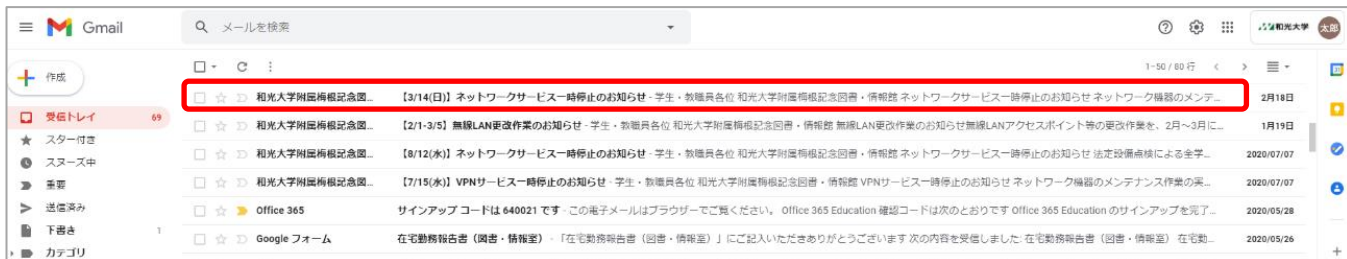 Gmail
メールを検索
和光大学
太郎
作成
1-50 / 80 行
受信トレイ 69
スター付き
スヌーズ中
重要
送信済み
下書き 1
カテゴリ
和光大学附属梅根記念図... 【3/14(日)】ネットワークサービス一時停止のお知らせ - 学生・教職員各位 和光大学附属梅根記念図書・情報館 ネットワークサービス一時停止のお知らせ ネットワーク機器のメンテ... 2月18日
和光大学附属梅根記念図... 【2/1-3/5】無線LAN更改作業のお知らせ - 学生・教職員各位 和光大学附属梅根記念図書・情報館 無線LAN更改作業のお知らせ無線LANアクセスポイント等の更改作業を、2月～3月に... 1月19日
和光大学附属梅根記念図... 【8/12(水)】ネットワークサービス一時停止のお知らせ - 学生・教職員各位 和光大学附属梅根記念図書・情報館 ネットワークサービス一時停止のお知らせ 法定設備点検による全学... 2020/07/07
和光大学附属梅根記念図... 【7/15(水)】VPNサービス一時停止のお知らせ - 学生・教職員各位 和光大学附属梅根記念図書・情報館 VPNサービス一時停止のお知らせ ネットワーク機器のメンテナンス作業の実... 2020/07/07
Office 365 サインアップ コードは 640021 です - この電子メールはブラウザーでご覧ください。 Office 365 Education 確認コードは次のとおりです Office 365 Education のサインアップを完了... 2020/05/28
Google フォーム 在宅勤務報告書（図書・情報室） - 「在宅勤務報告書（図書・情報室）」にご記入いただきありがとうございます 次の内容を受信しました: 在宅勤務報告書（図書・情報室） 在宅勤... 2020/05/26